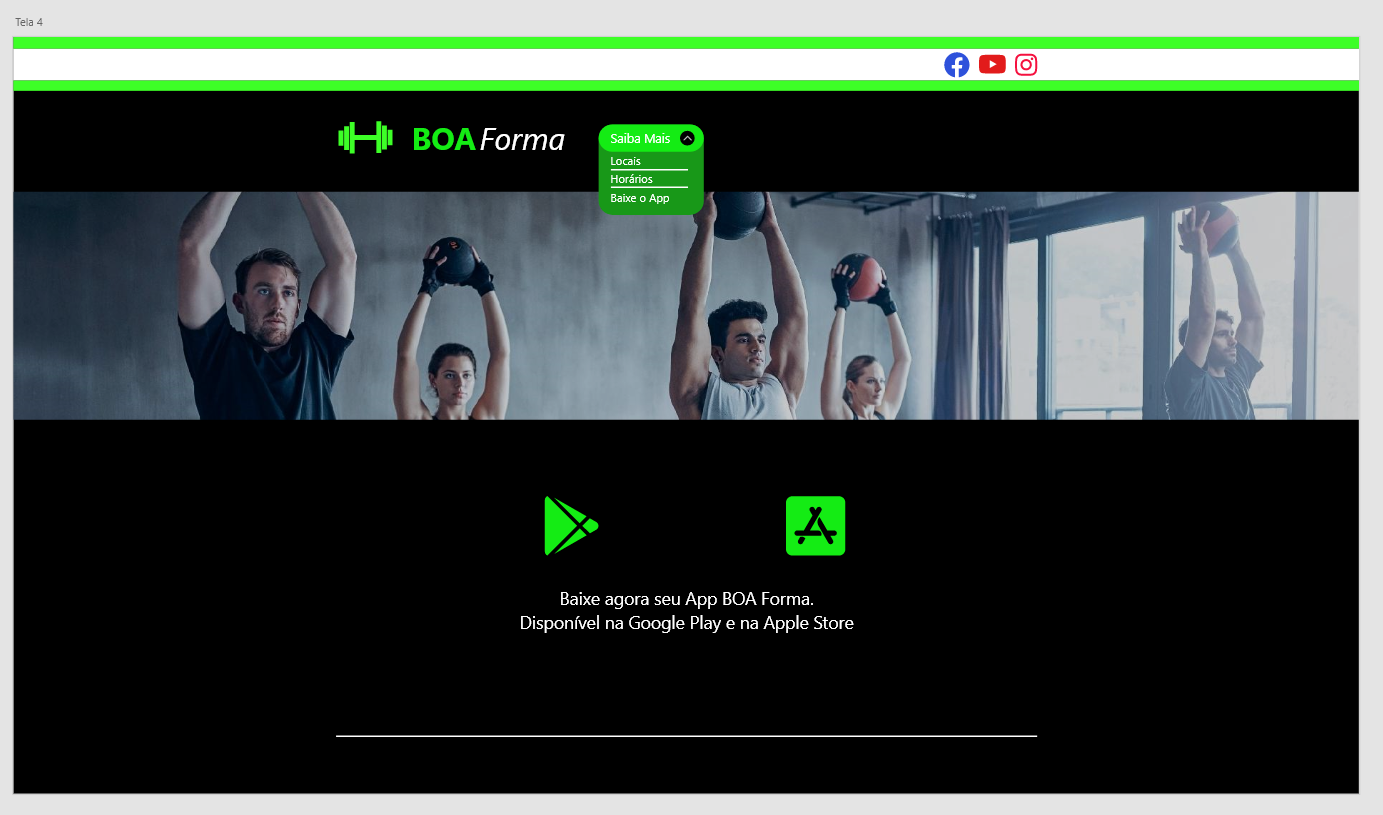 Tela 4
BOA Forma
Saiba Mais
Locais
Horários
Baixe o App
Baixe agora seu App BOA Forma.
Disponível na Google Play e na Apple Store